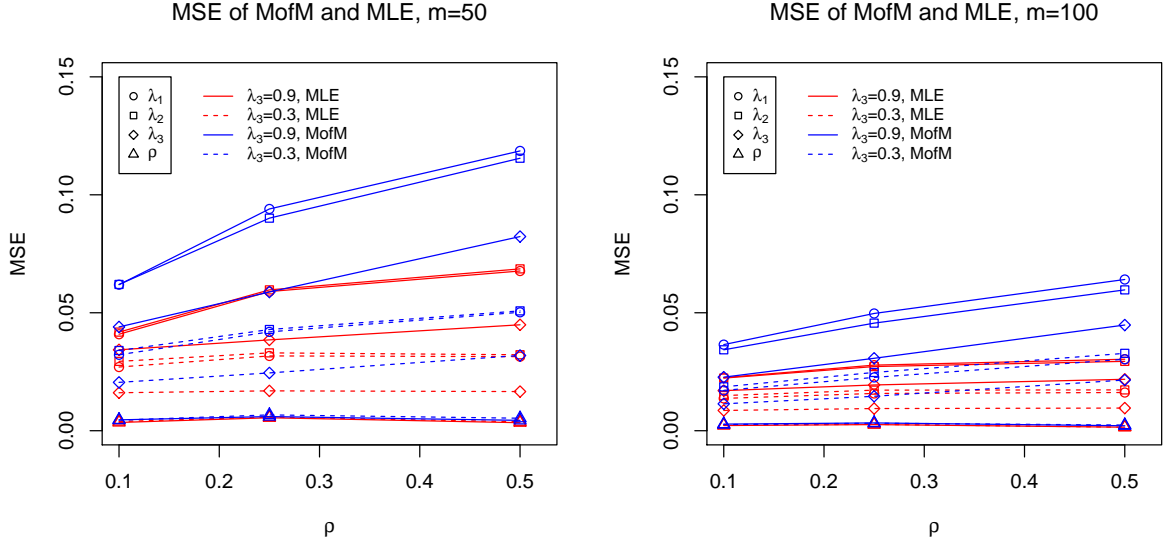 MSE of MofM and MLE, m=50
0.15
0.10
0.05
0.00
MSE
λ₁
λ₂
λ₃
ρ
λ₃=0.9, MLE
λ₃=0.3, MLE
λ₃=0.9, MofM
λ₃=0.3, MofM
0.1 0.2 0.3 0.4 0.5
ρ
MSE of MofM and MLE, m=100
0.15
0.10
0.05
0.00
MSE
λ₁
λ₂
λ₃
ρ
λ₃=0.9, MLE
λ₃=0.3, MLE
λ₃=0.9, MofM
λ₃=0.3, MofM
0.1 0.2 0.3 0.4 0.5
ρ